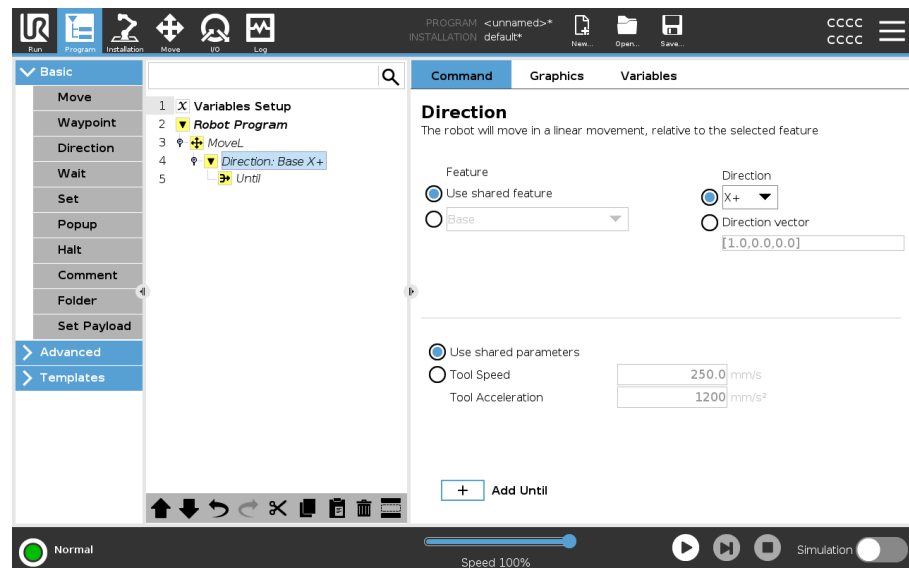 PROGRAM <unnamed>*
INSTALLATION default*
Run
Program
Installation
Move
I/O
Log
New...
Open...
Save...
CCCC
CCCC
Basic
Move
Waypoint
Direction
Wait
Set
Popup
Halt
Comment
Folder
Set Payload
Advanced
Templates
1 X Variables Setup
2 Robot Program
3 MoveL
4 Direction: Base X+
5 Until
Command Graphics Variables
Direction
The robot will move in a linear movement, relative to the selected feature
Feature
Use shared feature
Base
Direction
X+
Direction vector
[1.0,0.0,0.0]
Use shared parameters
Tool Speed 250.0 mm/s
Tool Acceleration 1200 mm/s²
+ Add Until
Normal
Speed 100%
Simulation